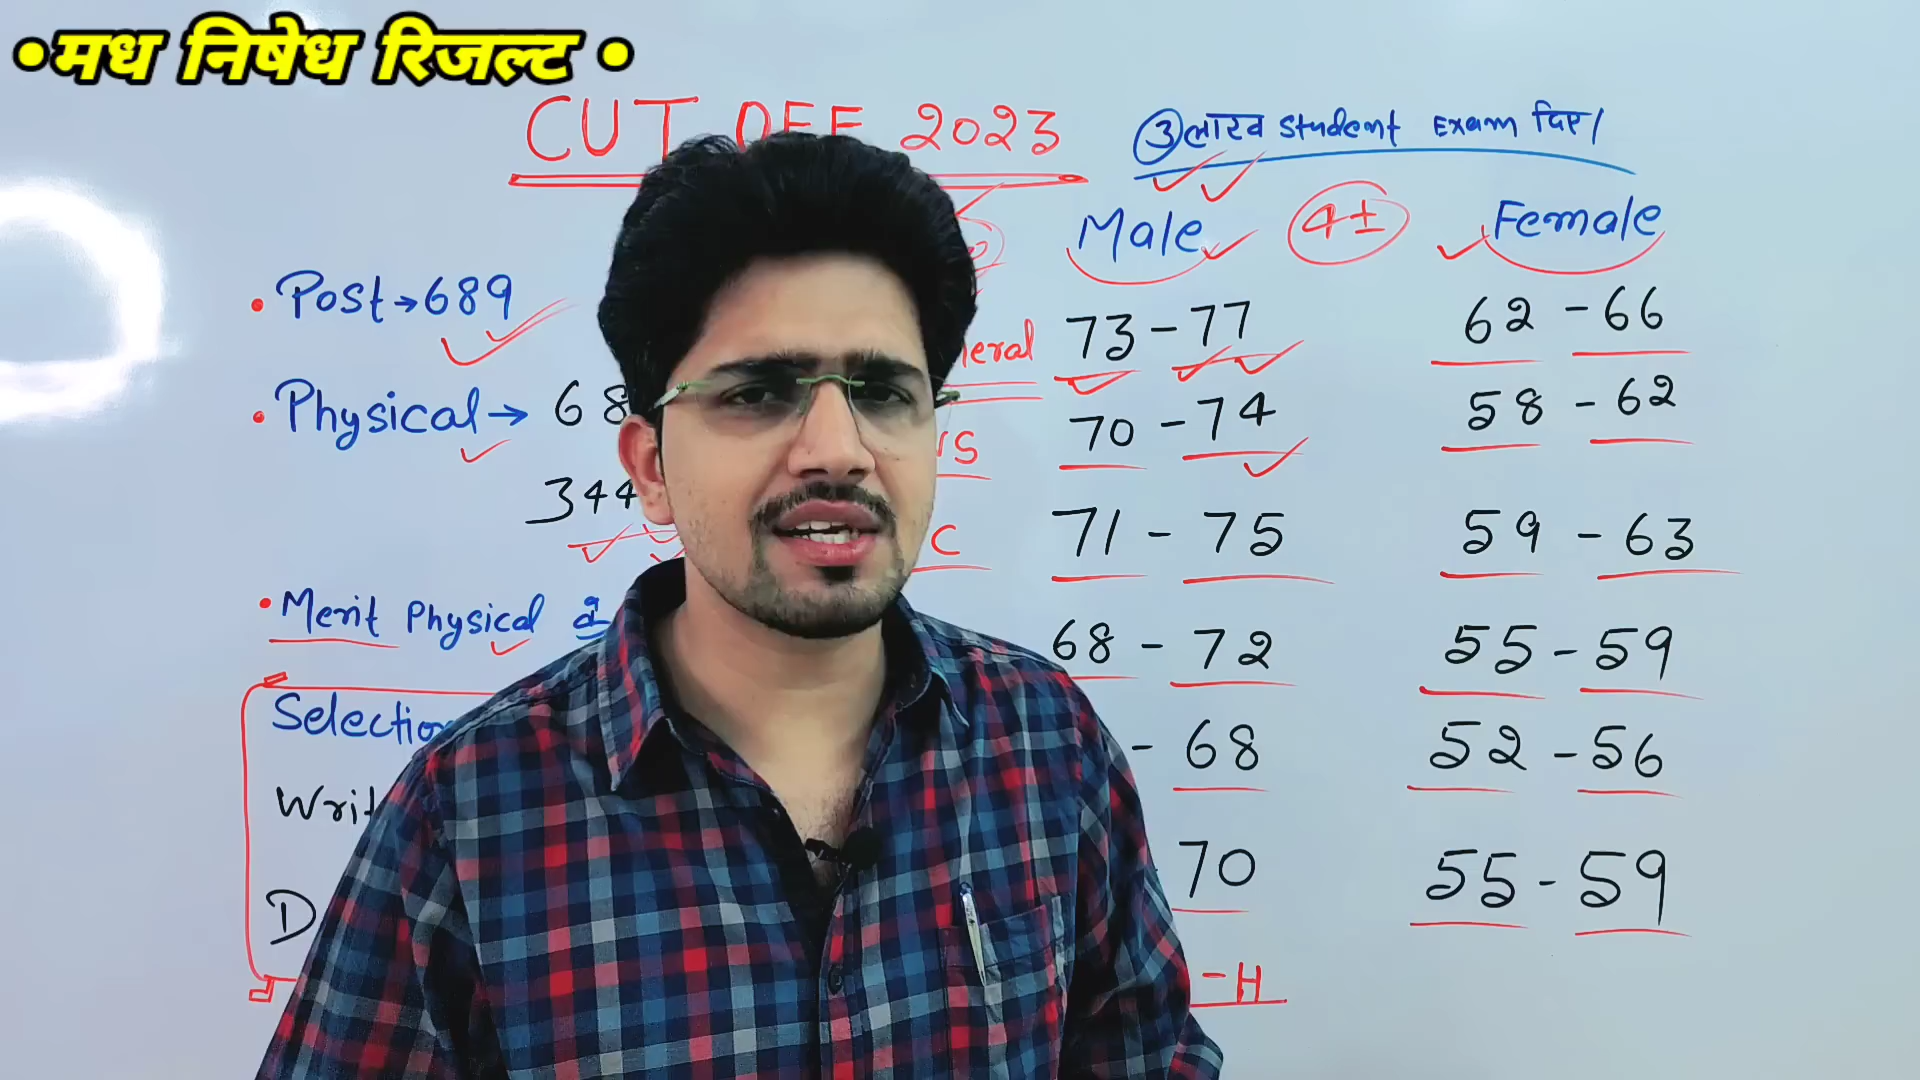 •मध निषेध रिजल्ट •
CUT OFF 2023
③लाख Student Exam दिए।
Male 4± Female
• Post→689
73-77 62-66
• Physical→ 68
70-74 58-62
344
C 71-75 59-63
• Merit Physical
68-72 55-59
- 68 52-56
70 55-59
-H